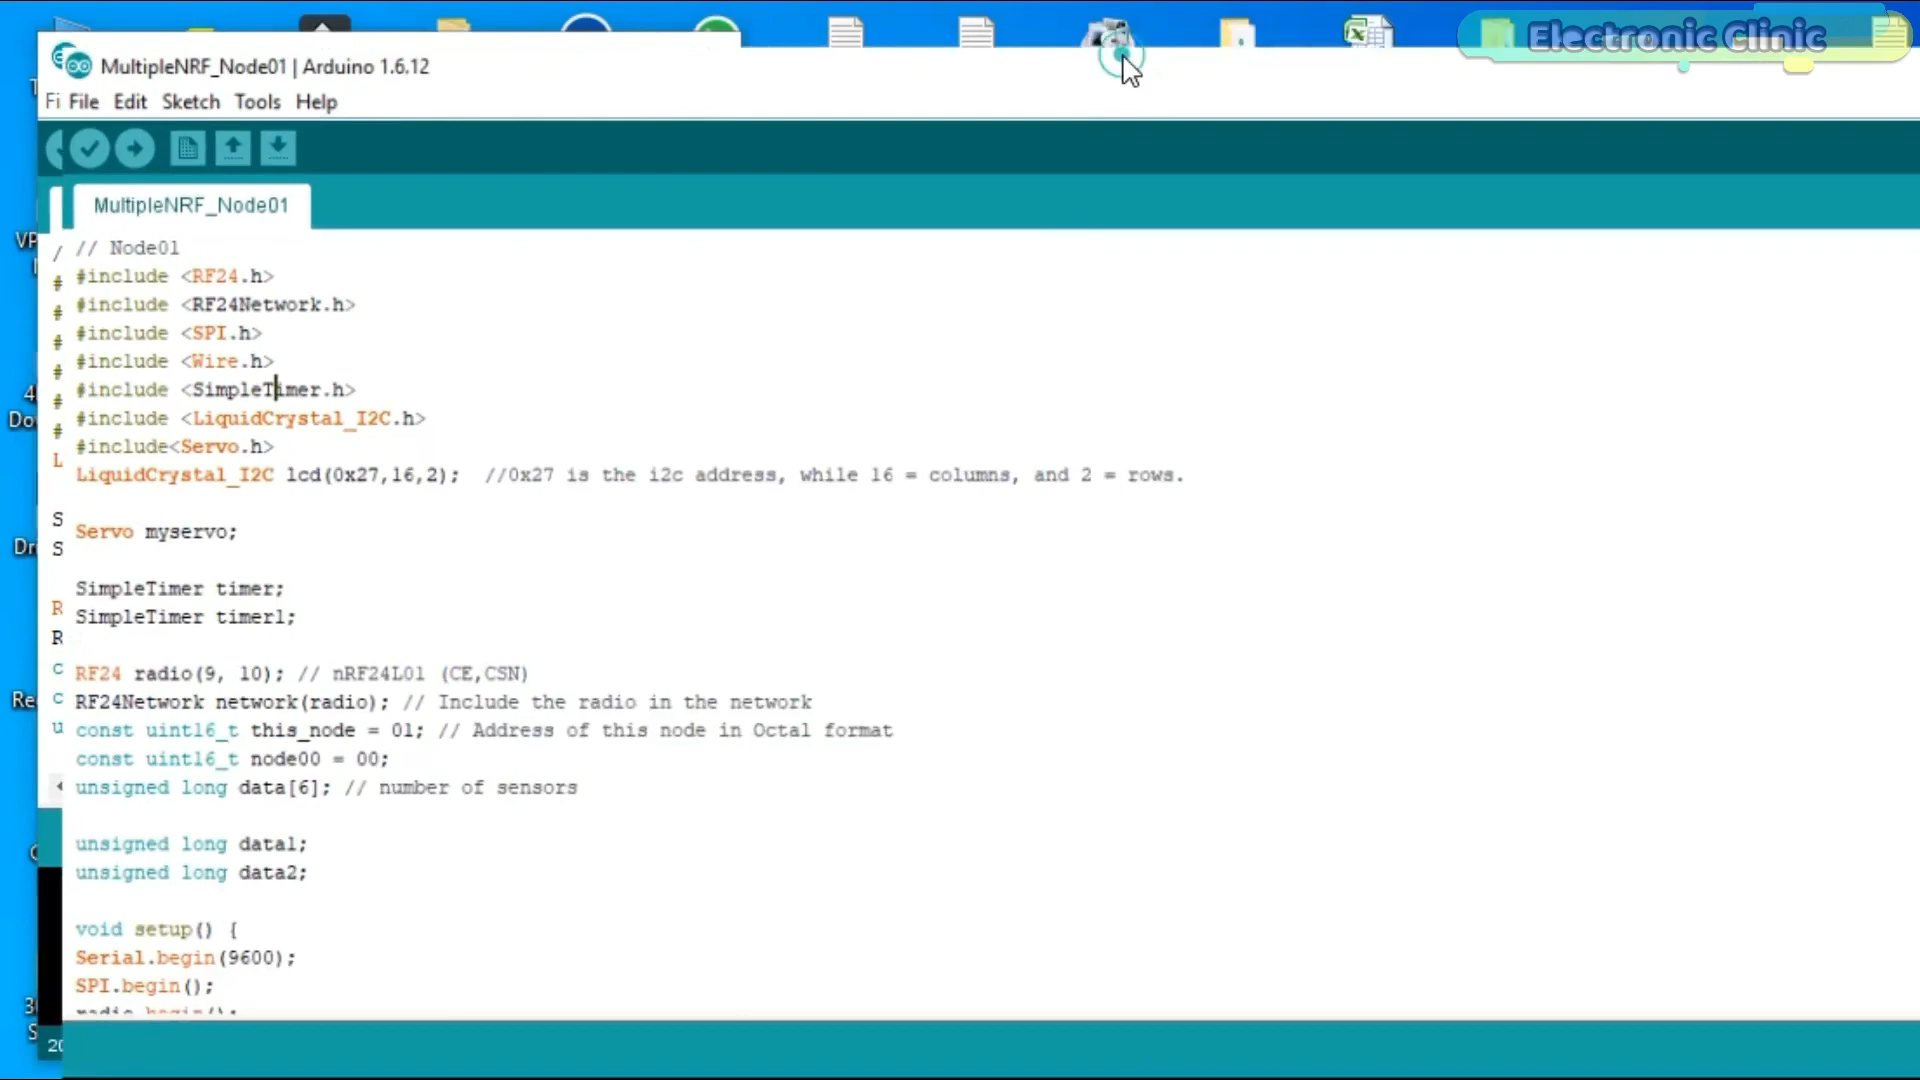 Electronic Clinic
MultipleNRF_Node01 | Arduino 1.6.12
Fi File Edit Sketch Tools Help
MultipleNRF_Node01
// Node01
#include <RF24.h>
#include <RF24Network.h>
#include <SPI.h>
#include <Wire.h>
#include <SimpleTimer.h>
#include <LiquidCrystal_I2C.h>
#include<Servo.h>
LiquidCrystal_I2C lcd(0x27,16,2);  //0x27 is the i2c address, while 16 = columns, and 2 = rows.
Servo myservo;
SimpleTimer timer;
SimpleTimer timer1;
RF24 radio(9, 10); // nRF24L01 (CE,CSN)
RF24Network network(radio); // Include the radio in the network
const uint16_t this_node = 01; // Address of this node in Octal format
const uint16_t node00 = 00;
unsigned long data[6]; // number of sensors
unsigned long data1;
unsigned long data2;
void setup() {
Serial.begin(9600);
SPI.begin();
radio.begin();
20